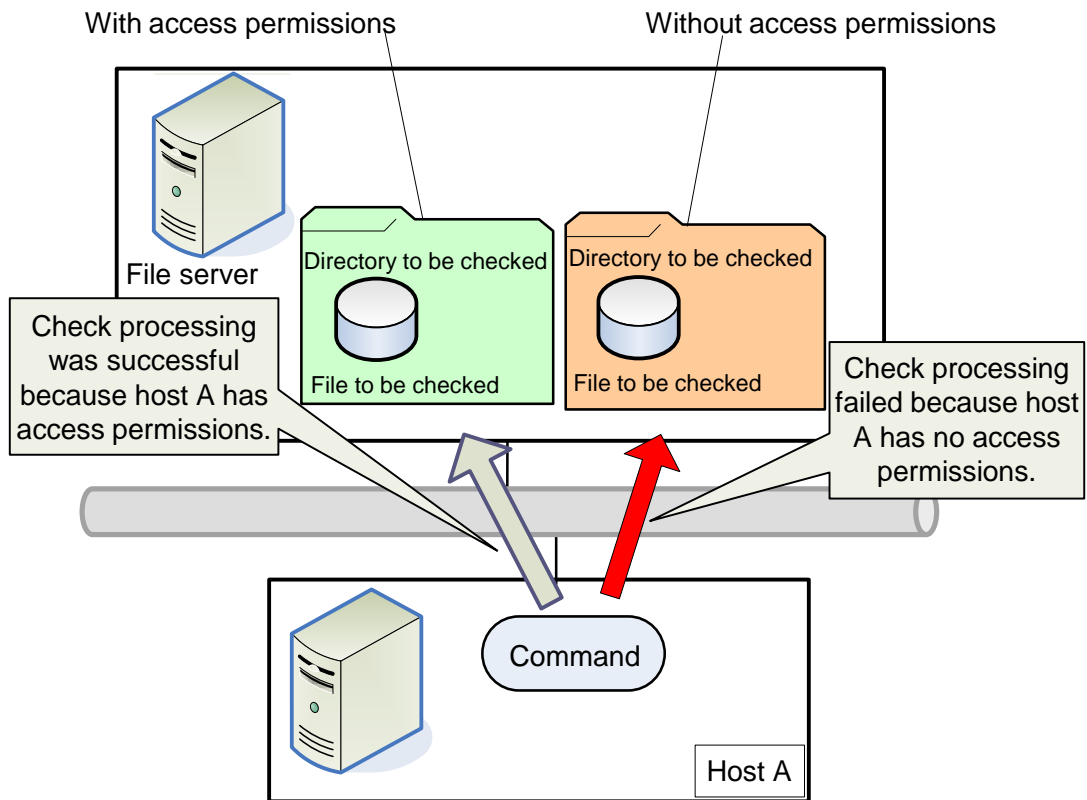 With access permissions
Without access permissions
File server
Directory to be checked
File to be checked
Directory to be checked
File to be checked
Check processing
was successful
because host A has
access permissions.
Check processing
failed because host
A has no access
permissions.
Command
Host A